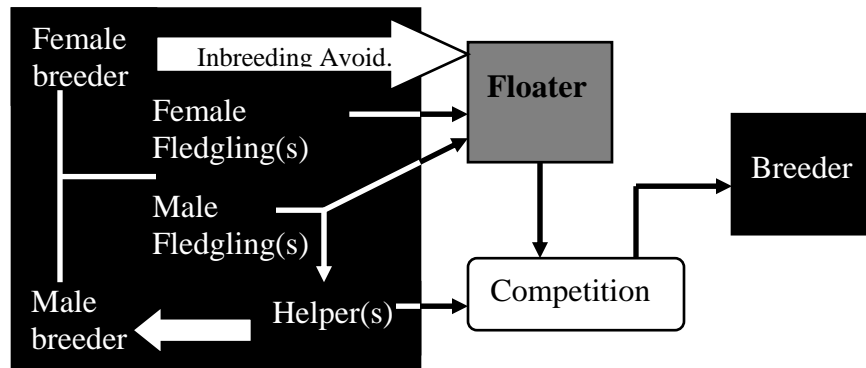 Female
breeder
Inbreeding Avoid.
Floater
Female
Fledgling(s)
Breeder
Male
Fledgling(s)
Competition
Male
breeder
Helper(s)